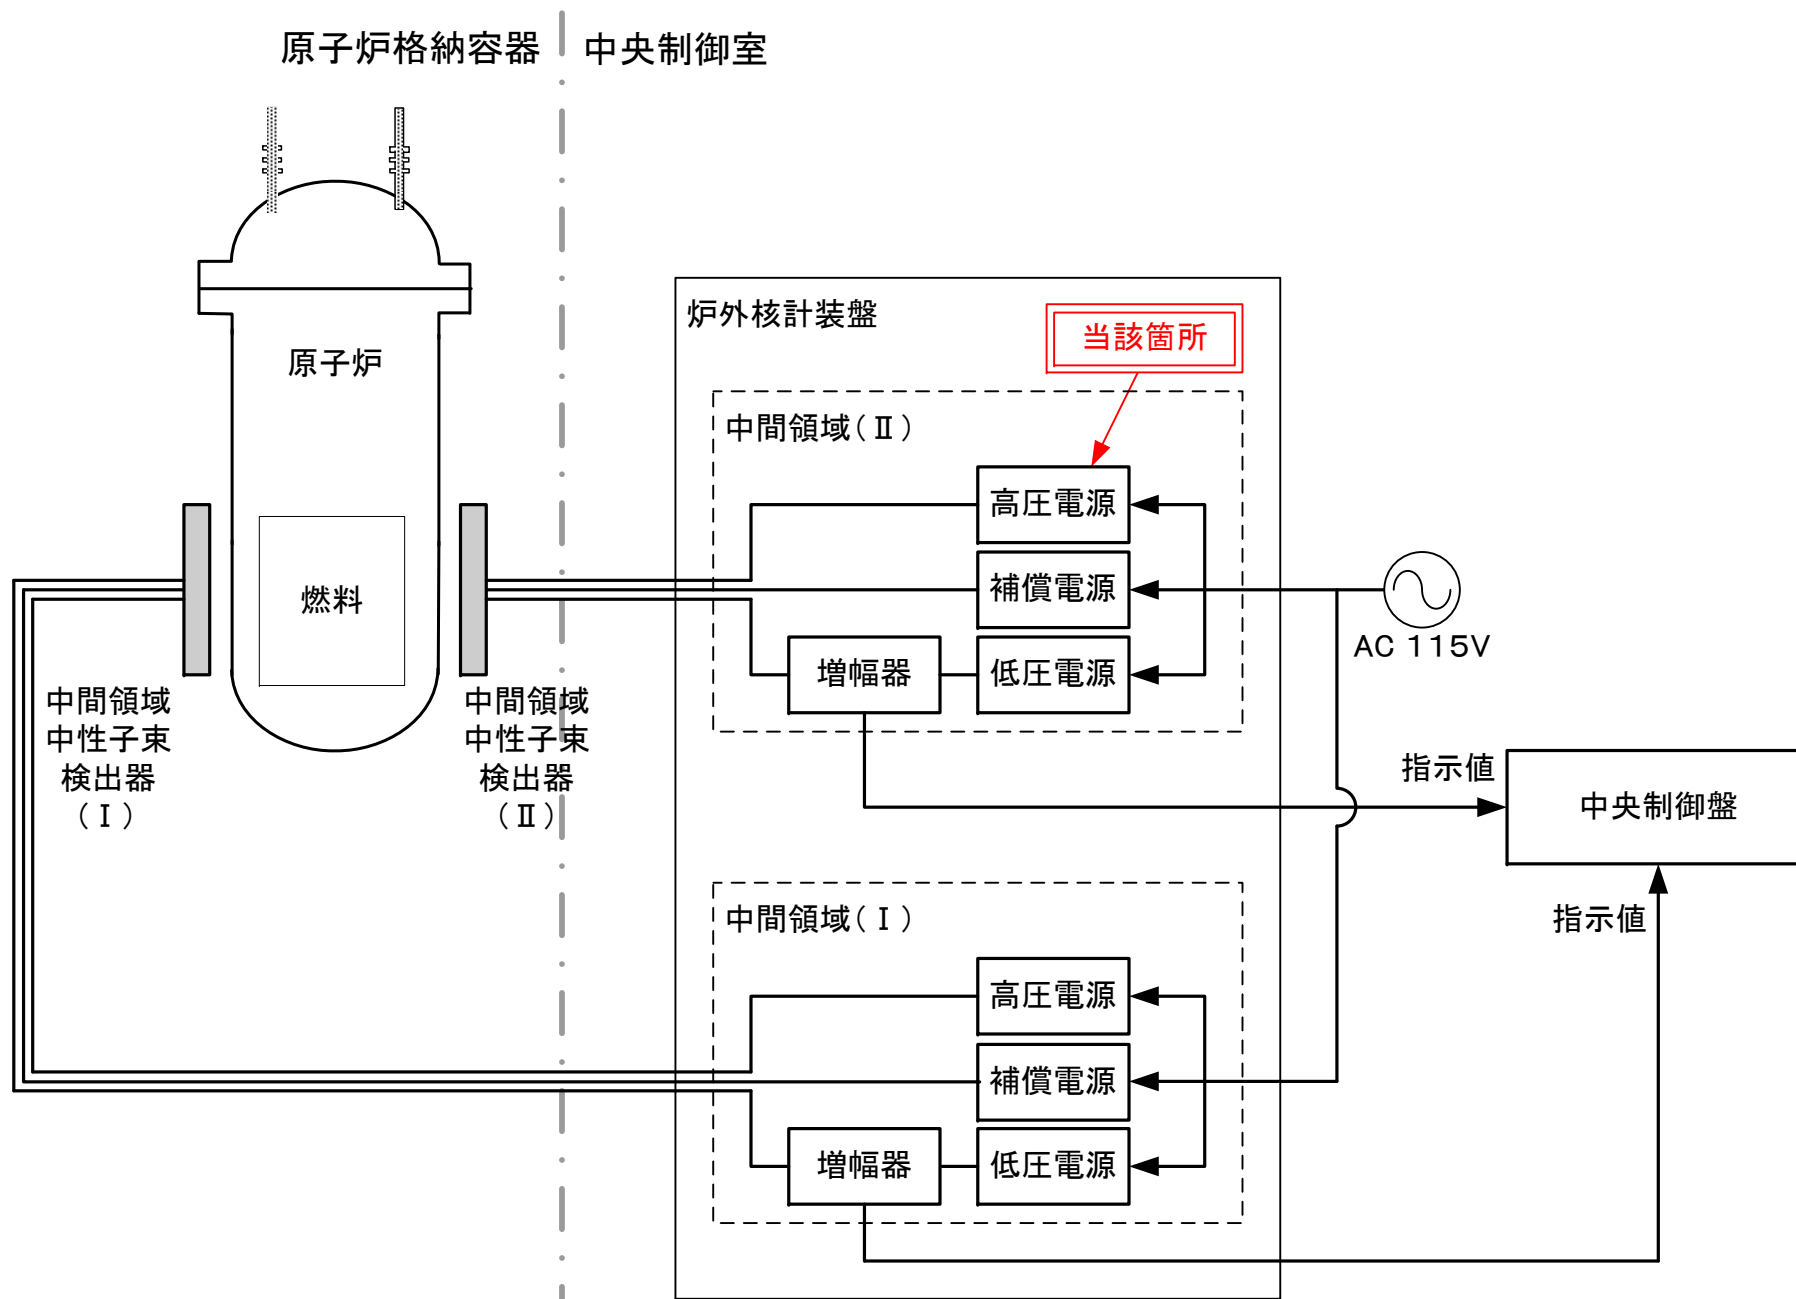 原子炉格納容器
中央制御室
炉外核計装盤
当該箇所
原子炉
中間領域(Ⅱ)
高圧電源
補償電源
燃料
AC 115V
増幅器
低圧電源
中間領域
中性子束
検出器
(Ⅰ)
中間領域
中性子束
検出器
(Ⅱ)
指示値
中央制御盤
中間領域(Ⅰ)
指示値
高圧電源
補償電源
増幅器
低圧電源